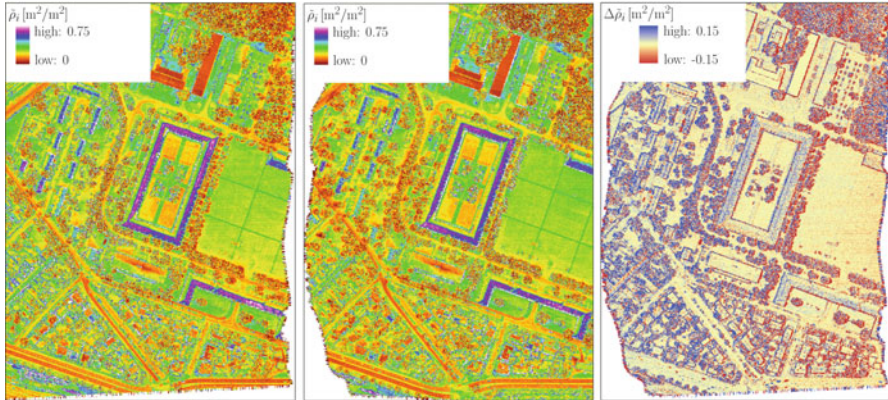 ρ̃ᵢ [m²/m²]
high: 0.75
low: 0
ρ̃ᵢ [m²/m²]
high: 0.75
low: 0
Δρ̃ᵢ [m²/m²]
high: 0.15
low: -0.15